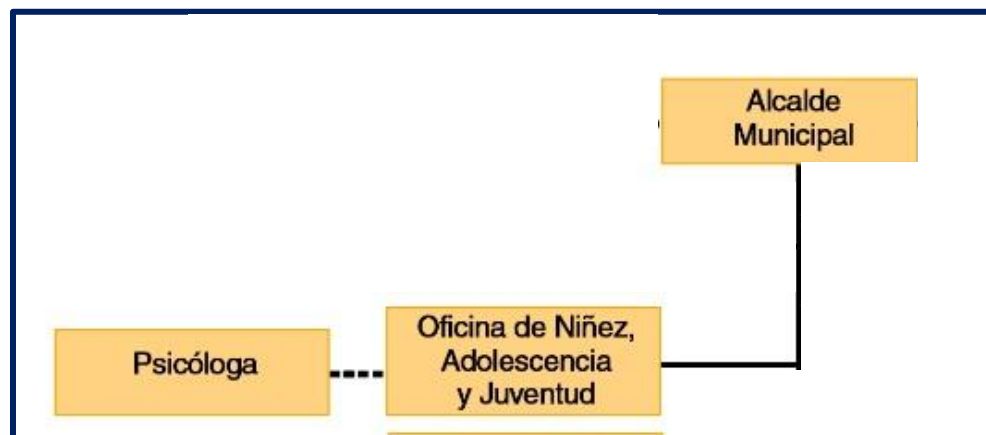 Alcalde
Municipal
Psicóloga
Oficina de Niñez,
Adolescencia
y Juventud